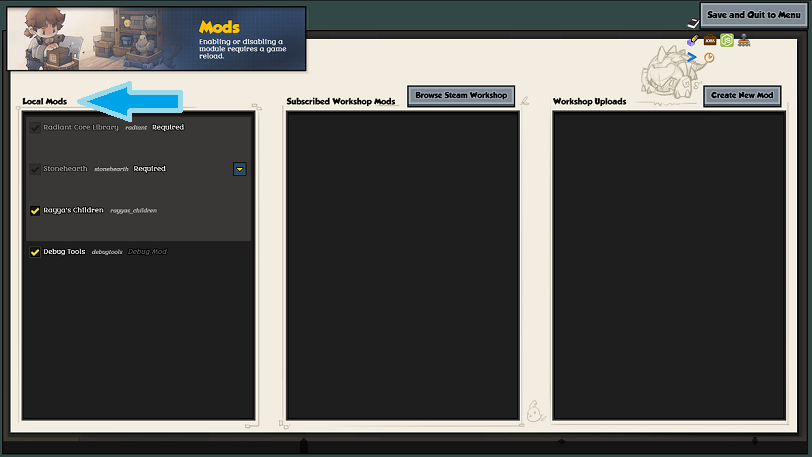 Mods
Enabling or disabling a
module requires a game
reload.
Save and Quit to Menu
Local Mods
Subscribed Workshop Mods
Browse Steam Workshop
Workshop Uploads
Create New Mod
Radiant Core Library radiant Required
Stonehearth stonehearth Required
Rayya's Children rayyas_children
Debug Tools debugtools Debug Mod